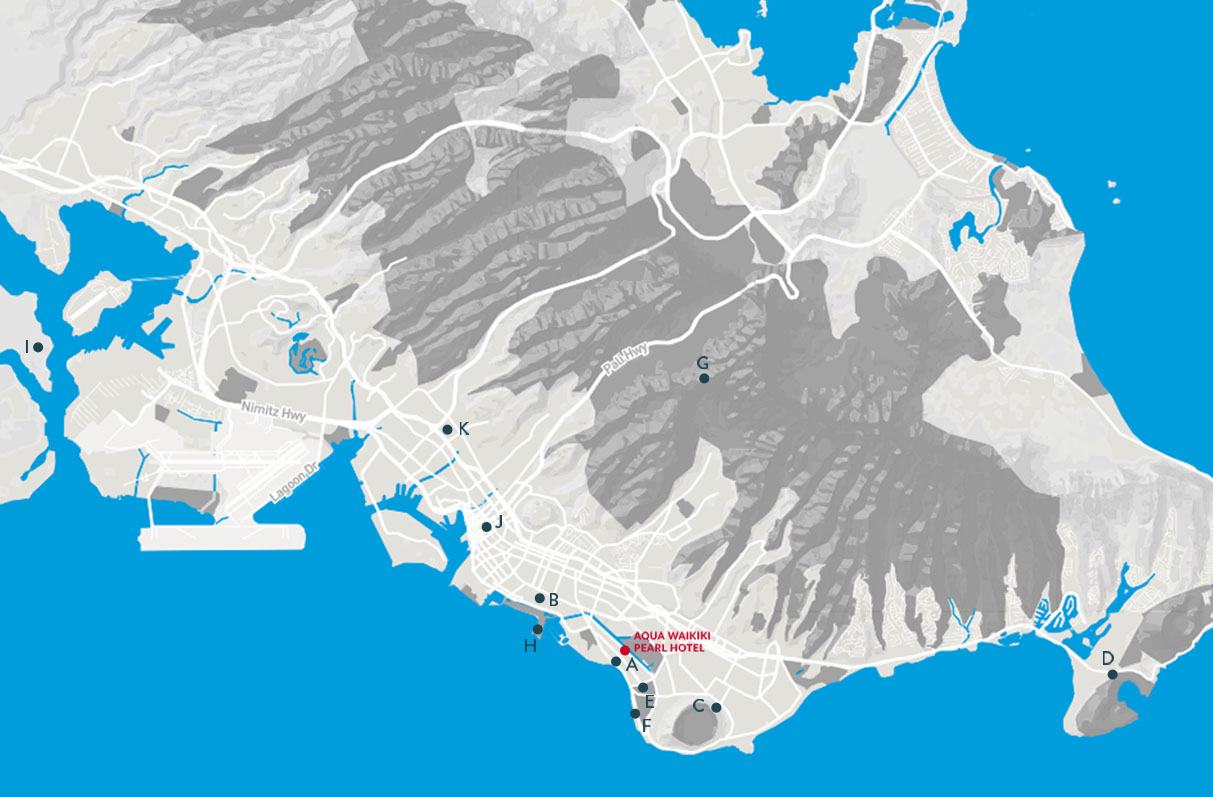 I
Pali Hwy
G
Nimitz Hwy
K
Lagoon Dr
J
B
H
AQUA WAIKIKI
PEARL HOTEL
A
D
E
C
F